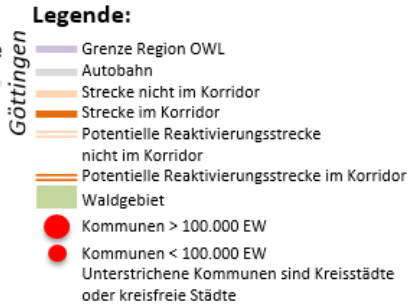 Legende:
Göttingen
Grenze Region OWL
Autobahn
Strecke nicht im Korridor
Strecke im Korridor
Potentielle Reaktivierungsstrecke
nicht im Korridor
Potentielle Reaktivierungsstrecke im Korridor
Waldgebiet
Kommunen > 100.000 EW
Kommunen < 100.000 EW
Unterstrichene Kommunen sind Kreisstädte
oder kreisfreie Städte